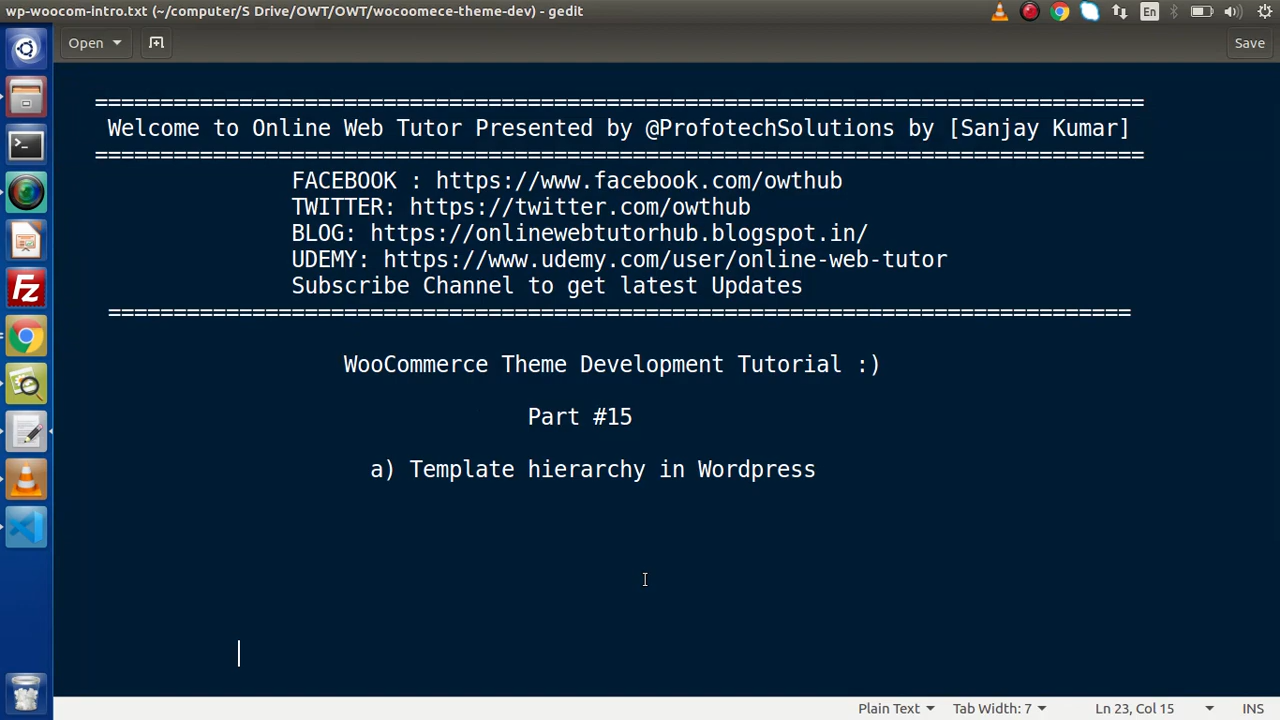 wp-woocom-intro.txt (~/computer/S Drive/OWT/OWT/wocoomece-theme-dev) - gedit
En
Open
Save
================================================================================
Welcome to Online Web Tutor Presented by @ProfotechSolutions by [Sanjay Kumar]
================================================================================
FACEBOOK : https://www.facebook.com/owthub
TWITTER: https://twitter.com/owthub
BLOG: https://onlinewebtutorhub.blogspot.in/
UDEMY: https://www.udemy.com/user/online-web-tutor
Subscribe Channel to get latest Updates
==============================================================================
WooCommerce Theme Development Tutorial :)
Part #15
a) Template hierarchy in Wordpress
Plain Text
Tab Width: 7
Ln 23, Col 15
INS